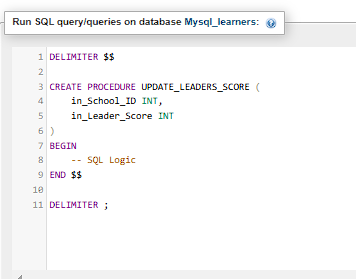 Run SQL query/queries on database Mysql_learners:
1 DELIMITER $$
2
3 CREATE PROCEDURE UPDATE_LEADERS_SCORE (
4 in_School_ID INT,
5 in_Leader_Score INT
6 )
7 BEGIN
8 -- SQL Logic
9 END $$
10
11 DELIMITER ;